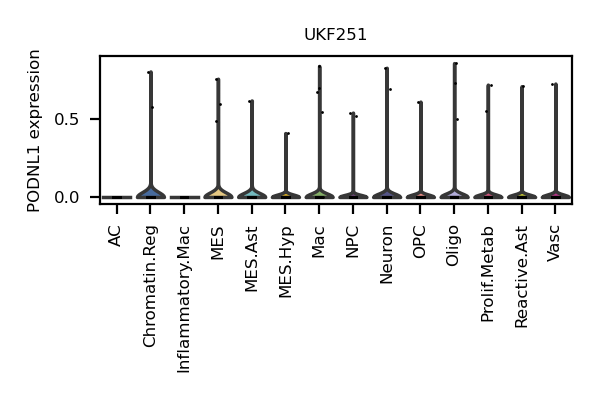 UKF251
PODNL1 expression
0.5
0.0
AC
Chromatin.Reg
Inflammatory.Mac
MES
MES.Ast
MES.Hyp
Mac
NPC
Neuron
OPC
Oligo
Prolif.Metab
Reactive.Ast
Vasc